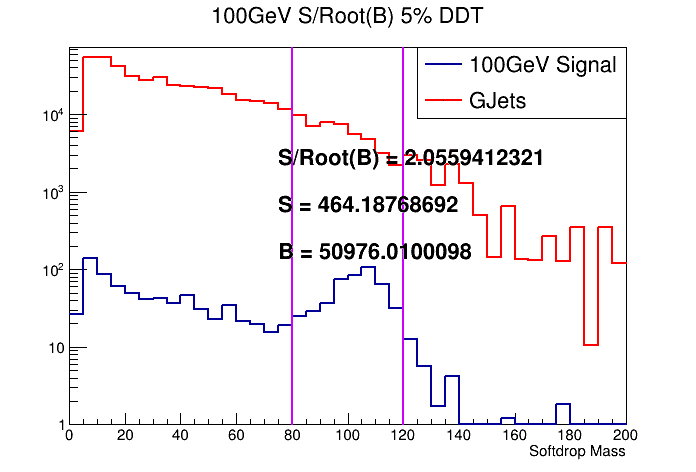 100GeV S/Root(B) 5% DDT
100GeV Signal
GJets
10⁴
S/Root(B) = 2.0559412321
10³
S = 464.18768692
B = 50976.0100098
10²
10
1
0 20 40 60 80 100 120 140 160 180 200
Softdrop Mass